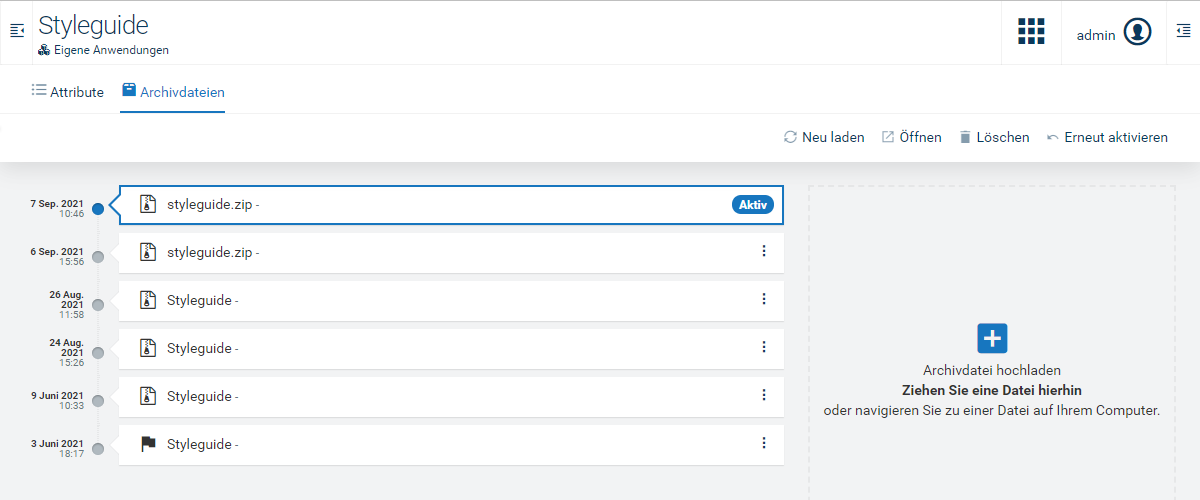 Styleguide
Eigene Anwendungen
admin
Attribute
Archivdateien
Neu laden
Öffnen
Löschen
Erneut aktivieren
7 Sep. 2021
10:46
styleguide.zip -
Aktiv
6 Sep. 2021
15:56
styleguide.zip -
26 Aug.
2021
11:58
Styleguide -
24 Aug.
2021
15:26
Styleguide -
9 Juni 2021
10:33
Styleguide -
3 Juni 2021
18:17
Styleguide -
Archivdatei hochladen
Ziehen Sie eine Datei hierhin
oder navigieren Sie zu einer Datei auf Ihrem Computer.